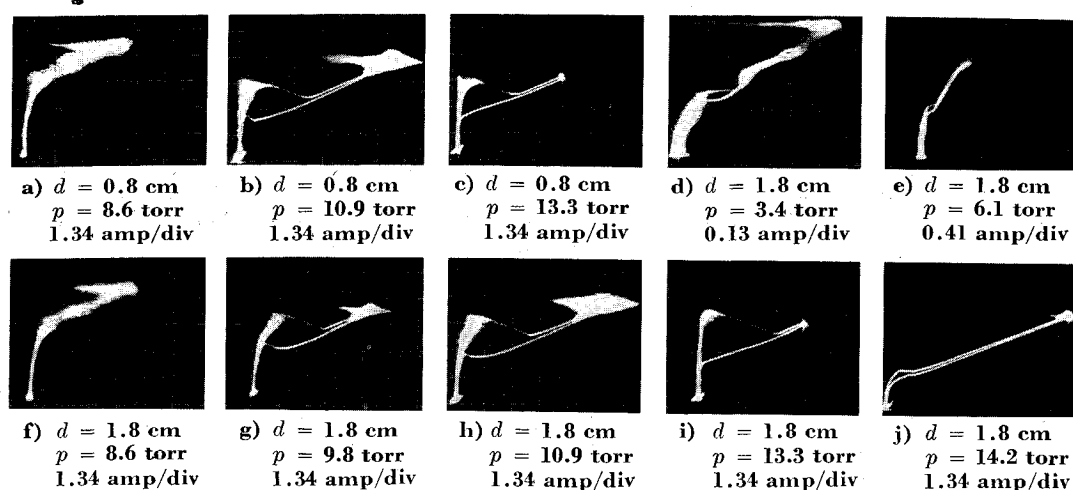 a) d = 0.8 cm
p = 8.6 torr
1.34 amp/div
b) d = 0.8 cm
p = 10.9 torr
1.34 amp/div
c) d = 0.8 cm
p = 13.3 torr
1.34 amp/div
d) d = 1.8 cm
p = 3.4 torr
0.13 amp/div
e) d = 1.8 cm
p = 6.1 torr
0.41 amp/div
f) d = 1.8 cm
p = 8.6 torr
1.34 amp/div
g) d = 1.8 cm
p = 9.8 torr
1.34 amp/div
h) d = 1.8 cm
p = 10.9 torr
1.34 amp/div
i) d = 1.8 cm
p = 13.3 torr
1.34 amp/div
j) d = 1.8 cm
p = 14.2 torr
1.34 amp/div